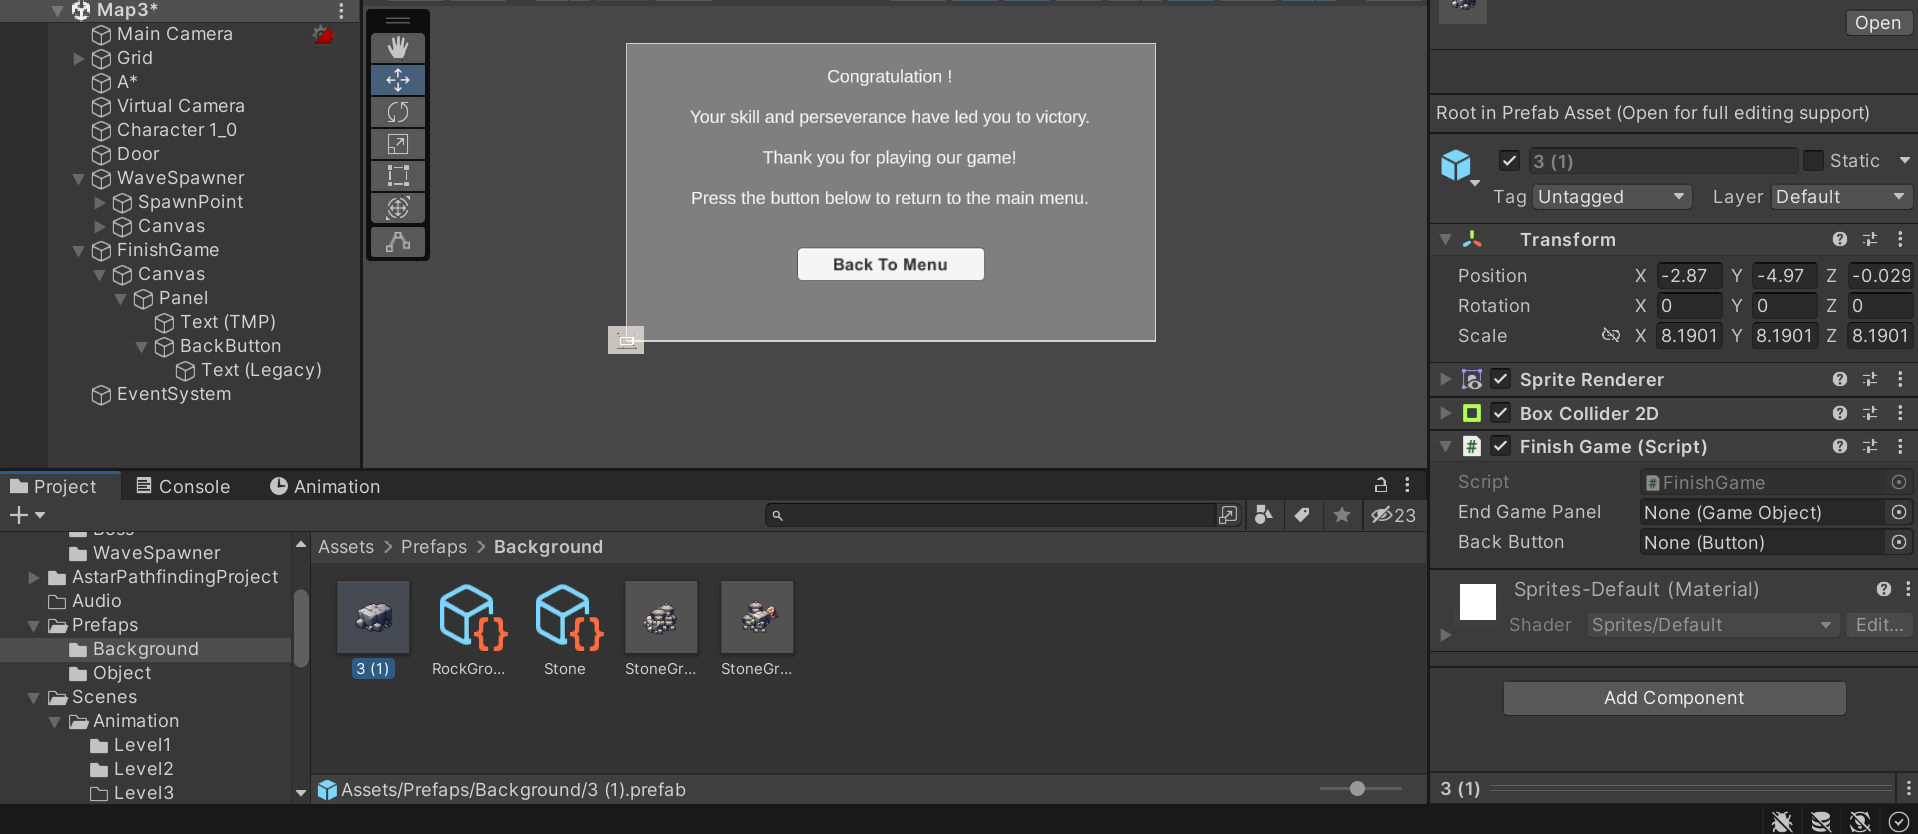 Map3*
Main Camera
Grid
A*
Virtual Camera
Character 1_0
Door
WaveSpawner
SpawnPoint
Canvas
FinishGame
Canvas
Panel
Text (TMP)
BackButton
Text (Legacy)
EventSystem
Congratulation !
Your skill and perseverance have led you to victory.
Thank you for playing our game!
Press the button below to return to the main menu.
Back To Menu
Open
Root in Prefab Asset (Open for full editing support)
3 (1) Static
Tag Untagged Layer Default
Transform
Position X -2.87 Y -4.97 Z -0.029
Rotation X 0 Y 0 Z 0
Scale X 8.1901 Y 8.1901 Z 8.1901
Sprite Renderer
Box Collider 2D
# Finish Game (Script)
Script # FinishGame
End Game Panel None (Game Object)
Back Button None (Button)
Sprites-Default (Material)
Shader Sprites/Default Edit...
Add Component
3 (1)
Project Console Animation
23
Boss
WaveSpawner
AstarPathfindingProject
Audio
Prefaps
Background
Object
Scenes
Animation
Level1
Level2
Level3
Assets > Prefaps > Background
3 (1) RockGro... Stone StoneGr... StoneGr...
Assets/Prefaps/Background/3 (1).prefab